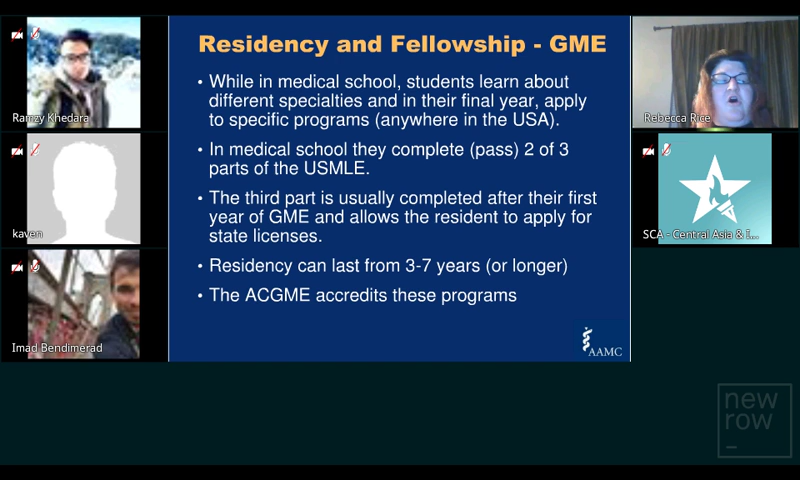 Residency and Fellowship - GME
• While in medical school, students learn about
different specialties and in their final year, apply
to specific programs (anywhere in the USA).
• In medical school they complete (pass) 2 of 3
parts of the USMLE.
• The third part is usually completed after their first
year of GME and allows the resident to apply for
state licenses.
• Residency can last from 3-7 years (or longer)
• The ACGME accredits these programs
AAMC
Ramzy Khedara
kaven
Imad Bendimerad
Rebecca Rice
SCA - Central Asia & I...
new
row